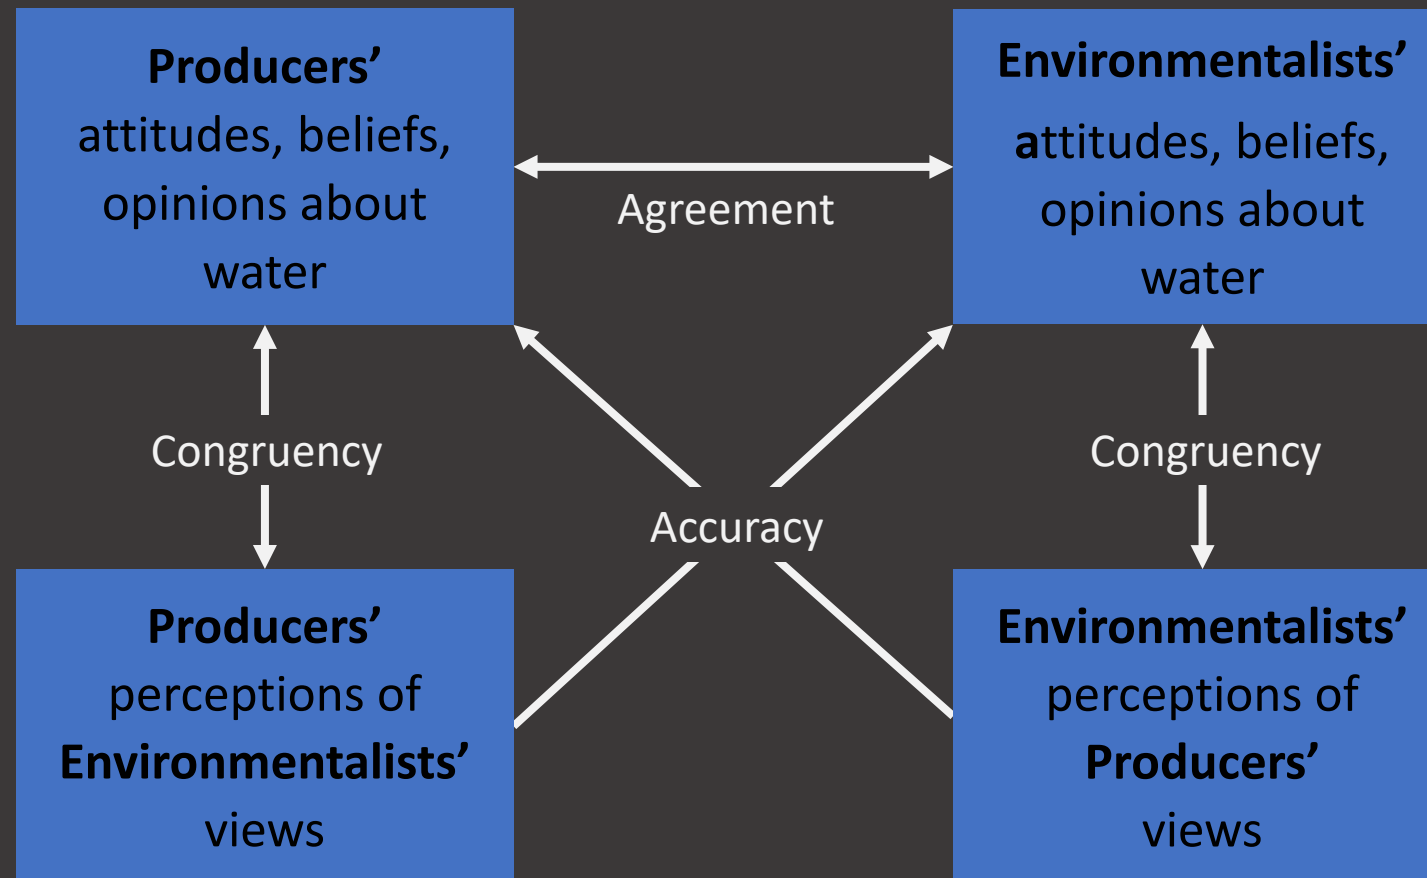 Producers’
attitudes, beliefs,
opinions about
water
Environmentalists’
attitudes, beliefs,
opinions about
water
Agreement
Congruency
Accuracy
Congruency
Producers’
perceptions of
Environmentalists’
views
Environmentalists’
perceptions of
Producers’
views